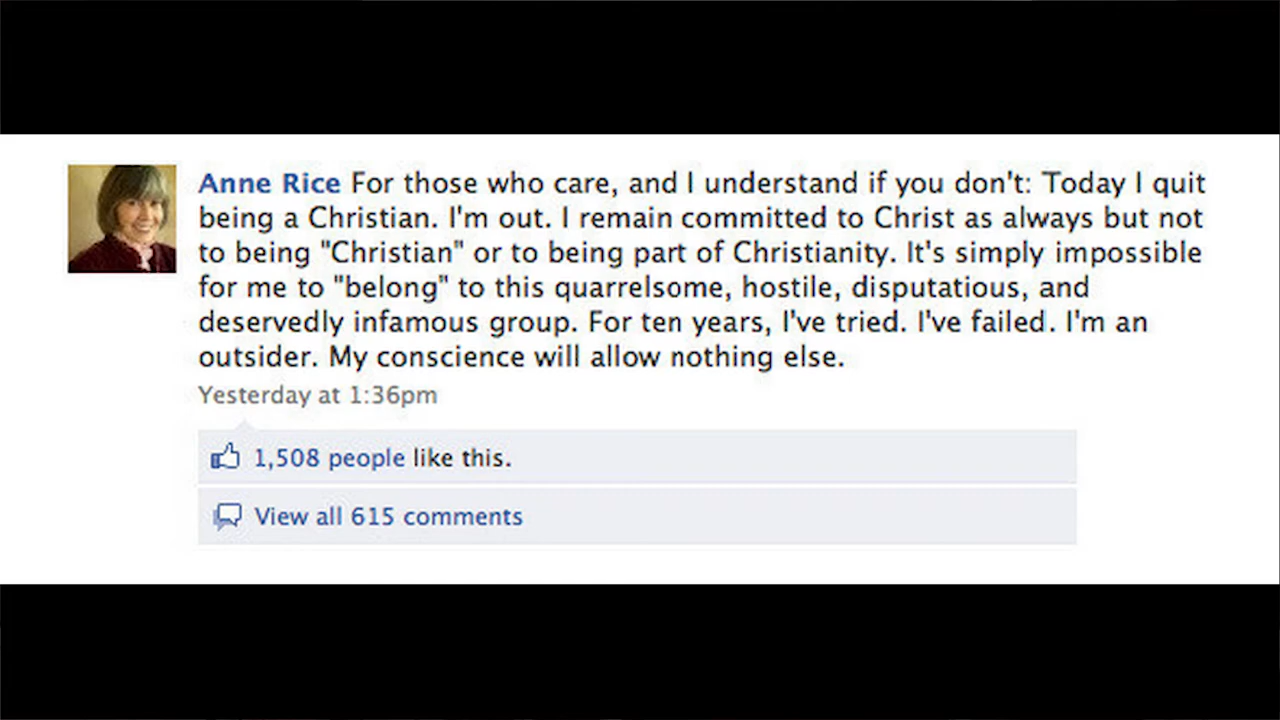 Anne Rice For those who care, and I understand if you don't: Today I quit
being a Christian. I'm out. I remain committed to Christ as always but not
to being "Christian" or to being part of Christianity. It's simply impossible
for me to "belong" to this quarrelsome, hostile, disputatious, and
deservedly infamous group. For ten years, I've tried. I've failed. I'm an
outsider. My conscience will allow nothing else.
Yesterday at 1:36pm
1,508 people like this.
View all 615 comments